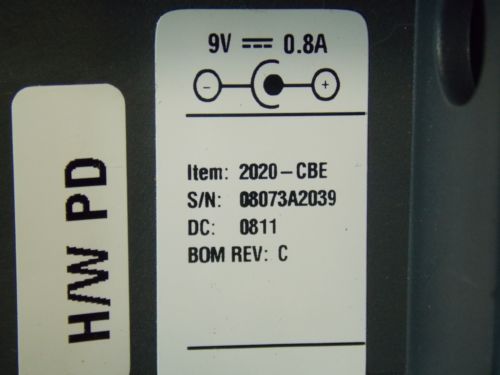 9V ⎓ 0.8A
Item: 2020-CBE
S/N: 08073A2039
DC: 0811
BOM REV: C
H/W PD